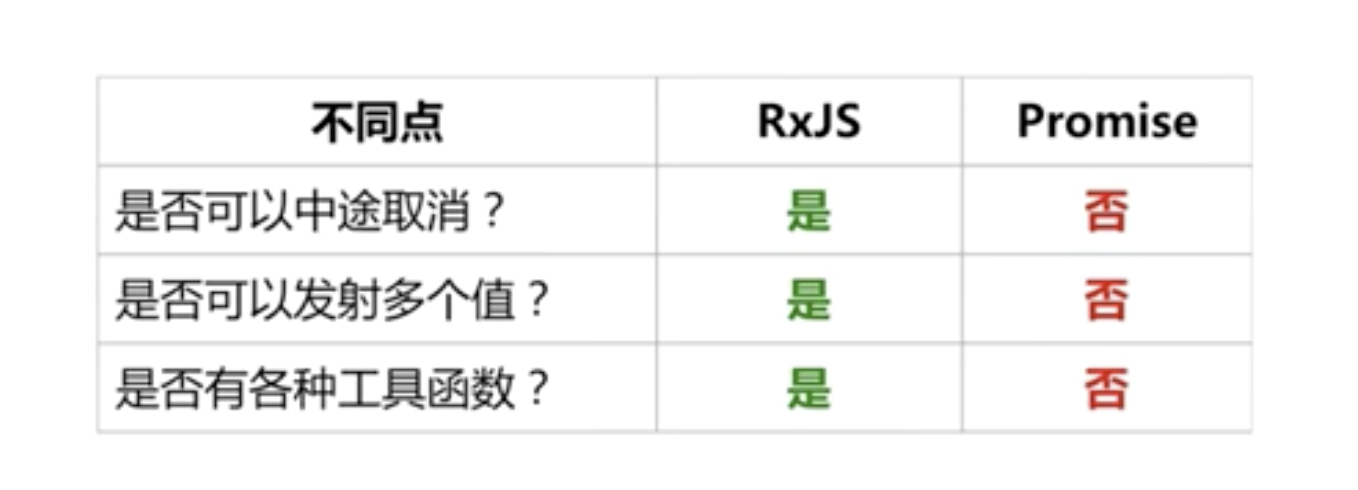 不同点 RxJS Promise
是否可以中途取消？ 是 否
是否可以发射多个值？ 是 否
是否有各种工具函数？ 是 否